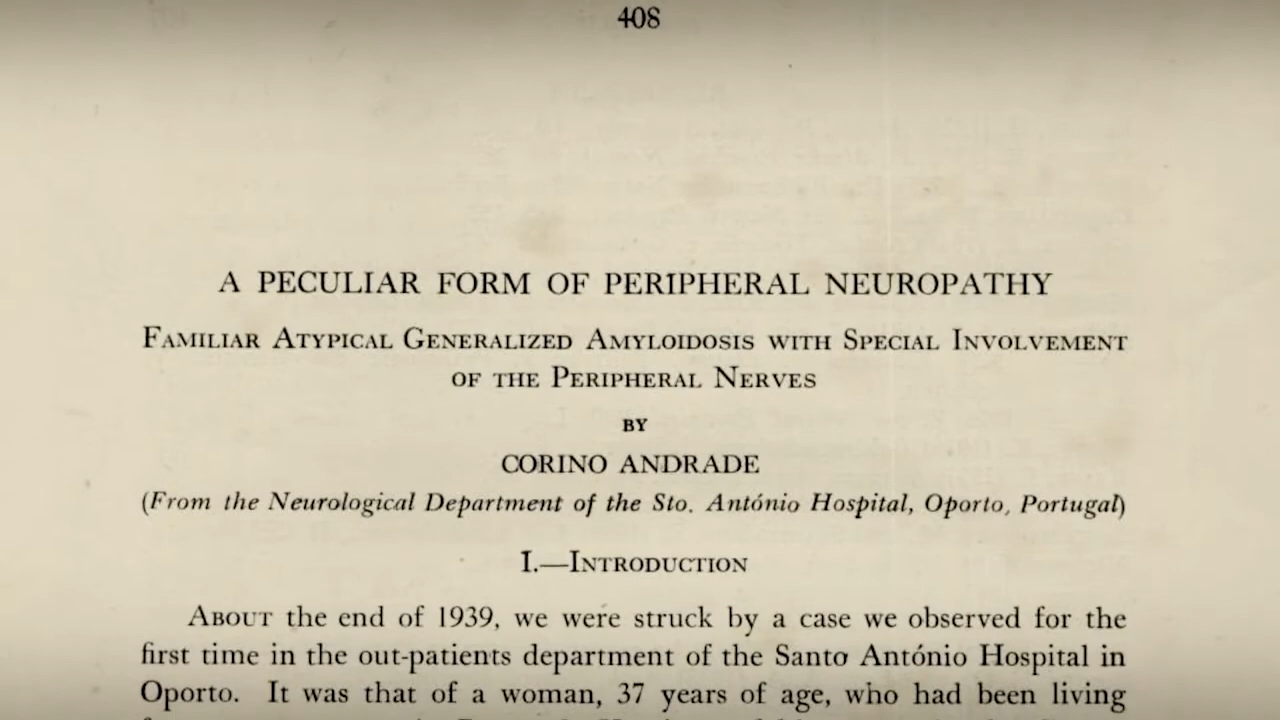 408
A PECULIAR FORM OF PERIPHERAL NEUROPATHY
FAMILIAR ATYPICAL GENERALIZED AMYLOIDOSIS WITH SPECIAL INVOLVEMENT
OF THE PERIPHERAL NERVES
BY
CORINO ANDRADE
(From the Neurological Department of the Sto. António Hospital, Oporto, Portugal)
I.—INTRODUCTION
ABOUT the end of 1939, we were struck by a case we observed for the
first time in the out-patients department of the Santo António Hospital in
Oporto. It was that of a woman, 37 years of age, who had been living